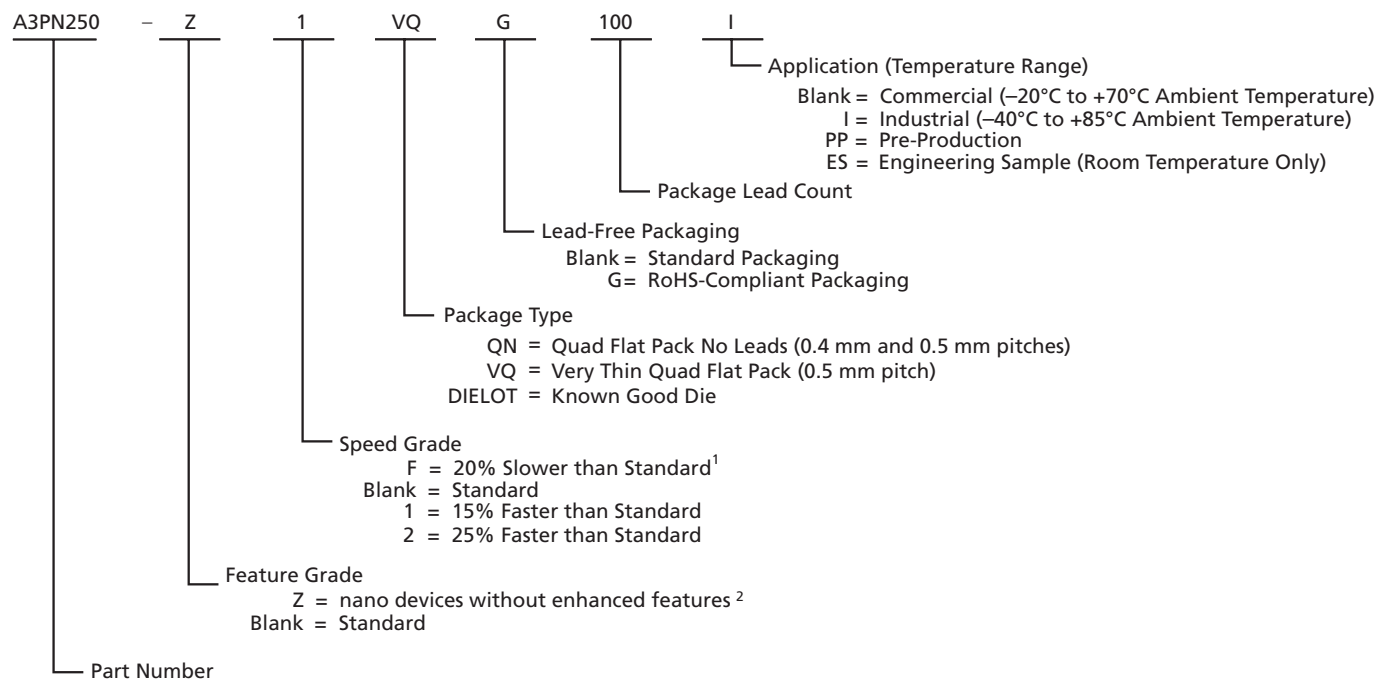 A3PN250 – Z 1 VQ G 100 I
Application (Temperature Range)
Blank = Commercial (–20°C to +70°C Ambient Temperature)
I = Industrial (–40°C to +85°C Ambient Temperature)
PP = Pre-Production
ES = Engineering Sample (Room Temperature Only)
Package Lead Count
Lead-Free Packaging
Blank = Standard Packaging
G= RoHS-Compliant Packaging
Package Type
QN = Quad Flat Pack No Leads (0.4 mm and 0.5 mm pitches)
VQ = Very Thin Quad Flat Pack (0.5 mm pitch)
DIELOT = Known Good Die
Speed Grade
F = 20% Slower than Standard1
Blank = Standard
1 = 15% Faster than Standard
2 = 25% Faster than Standard
Feature Grade
Z = nano devices without enhanced features 2
Blank = Standard
Part Number